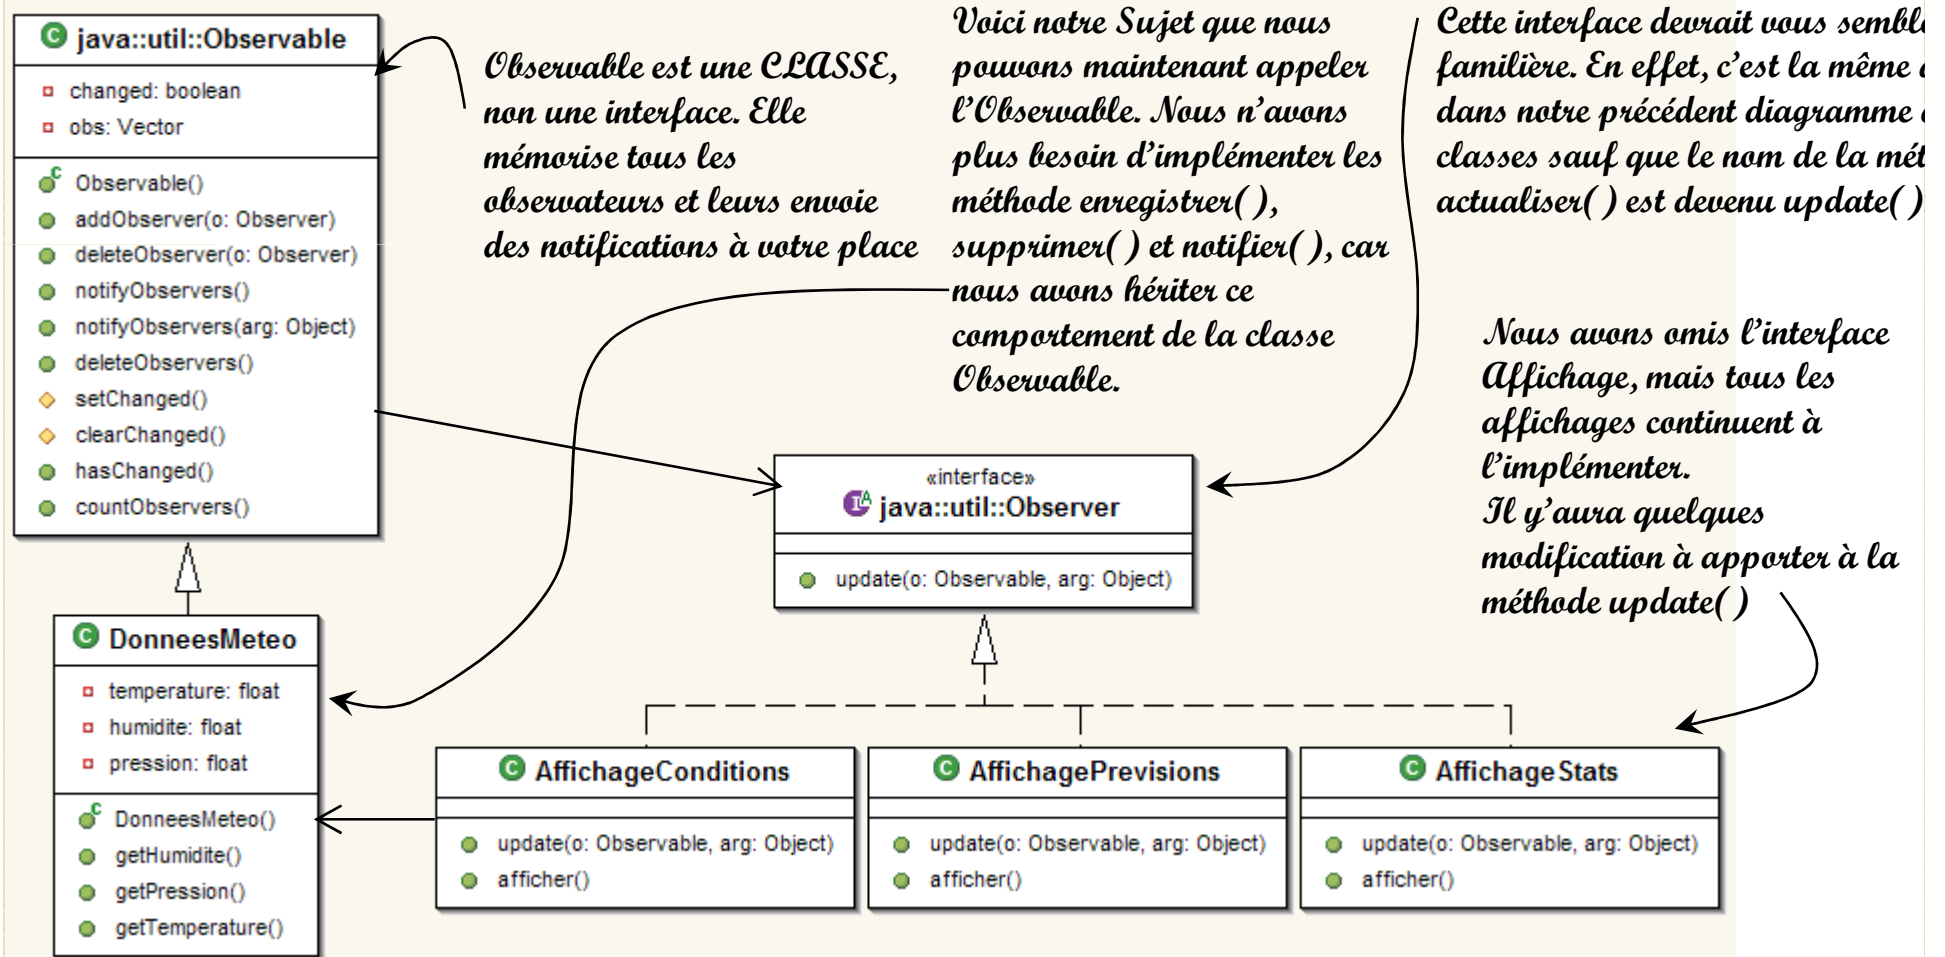 java::util::Observable
changed: boolean
obs: Vector
Observable()
addObserver(o: Observer)
deleteObserver(o: Observer)
notifyObservers()
notifyObservers(arg: Object)
deleteObservers()
setChanged()
clearChanged()
hasChanged()
countObservers()
Observable est une CLASSE,
non une interface. Elle
mémorise tous les
observateurs et leurs envoie
des notifications à votre place
Voici notre Sujet que nous
pouvons maintenant appeler
l’Observable. Nous n’avons
plus besoin d’implémenter les
méthode enregistrer( ),
supprimer( ) et notifier( ), car
nous avons hériter ce
comportement de la classe
Observable.
Cette interface devrait vous
familière. En effet, c’est la même
dans notre précédent diagramme
classes sauf que le nom de la
actualiser( ) est devenu update( )
Nous avons omis l’interface
Affichage, mais tous les
affichages continuent à
l’implémenter.
Il y’aura quelques
modification à apporter à la
méthode update( )
«interface»
java::util::Observer
update(o: Observable, arg: Object)
DonneesMeteo
temperature: float
humidite: float
pression: float
DonneesMeteo()
getHumidite()
getPression()
getTemperature()
AffichageConditions
update(o: Observable, arg: Object)
afficher()
AffichagePrevisions
update(o: Observable, arg: Object)
afficher()
AffichageStats
update(o: Observable, arg: Object)
afficher()